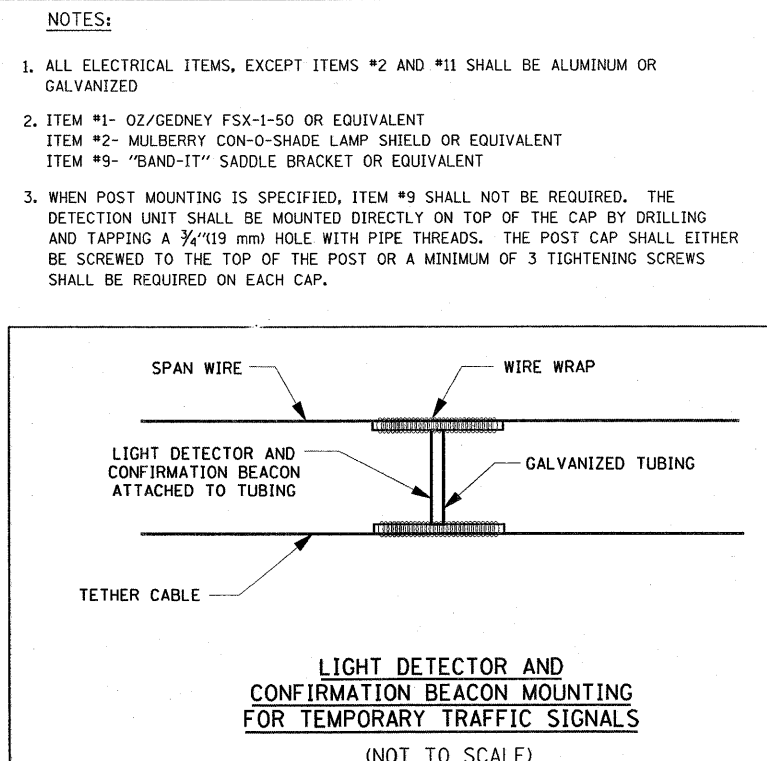 NOTES:
1. ALL ELECTRICAL ITEMS, EXCEPT ITEMS #2 AND #11 SHALL BE ALUMINUM OR
GALVANIZED
2. ITEM #1- OZ/GEDNEY FSX-1-50 OR EQUIVALENT
ITEM #2- MULBERRY CON-O-SHADE LAMP SHIELD OR EQUIVALENT
ITEM #9- "BAND-IT" SADDLE BRACKET OR EQUIVALENT
3. WHEN POST MOUNTING IS SPECIFIED, ITEM #9 SHALL NOT BE REQUIRED. THE
DETECTION UNIT SHALL BE MOUNTED DIRECTLY ON TOP OF THE CAP BY DRILLING
AND TAPPING A 3/4"(19 mm) HOLE WITH PIPE THREADS. THE POST CAP SHALL EITHER
BE SCREWED TO THE TOP OF THE POST OR A MINIMUM OF 3 TIGHTENING SCREWS
SHALL BE REQUIRED ON EACH CAP.
SPAN WIRE
WIRE WRAP
LIGHT DETECTOR AND
CONFIRMATION BEACON
ATTACHED TO TUBING
GALVANIZED TUBING
TETHER CABLE
LIGHT DETECTOR AND
CONFIRMATION BEACON MOUNTING
FOR TEMPORARY TRAFFIC SIGNALS
(NOT TO SCALE)